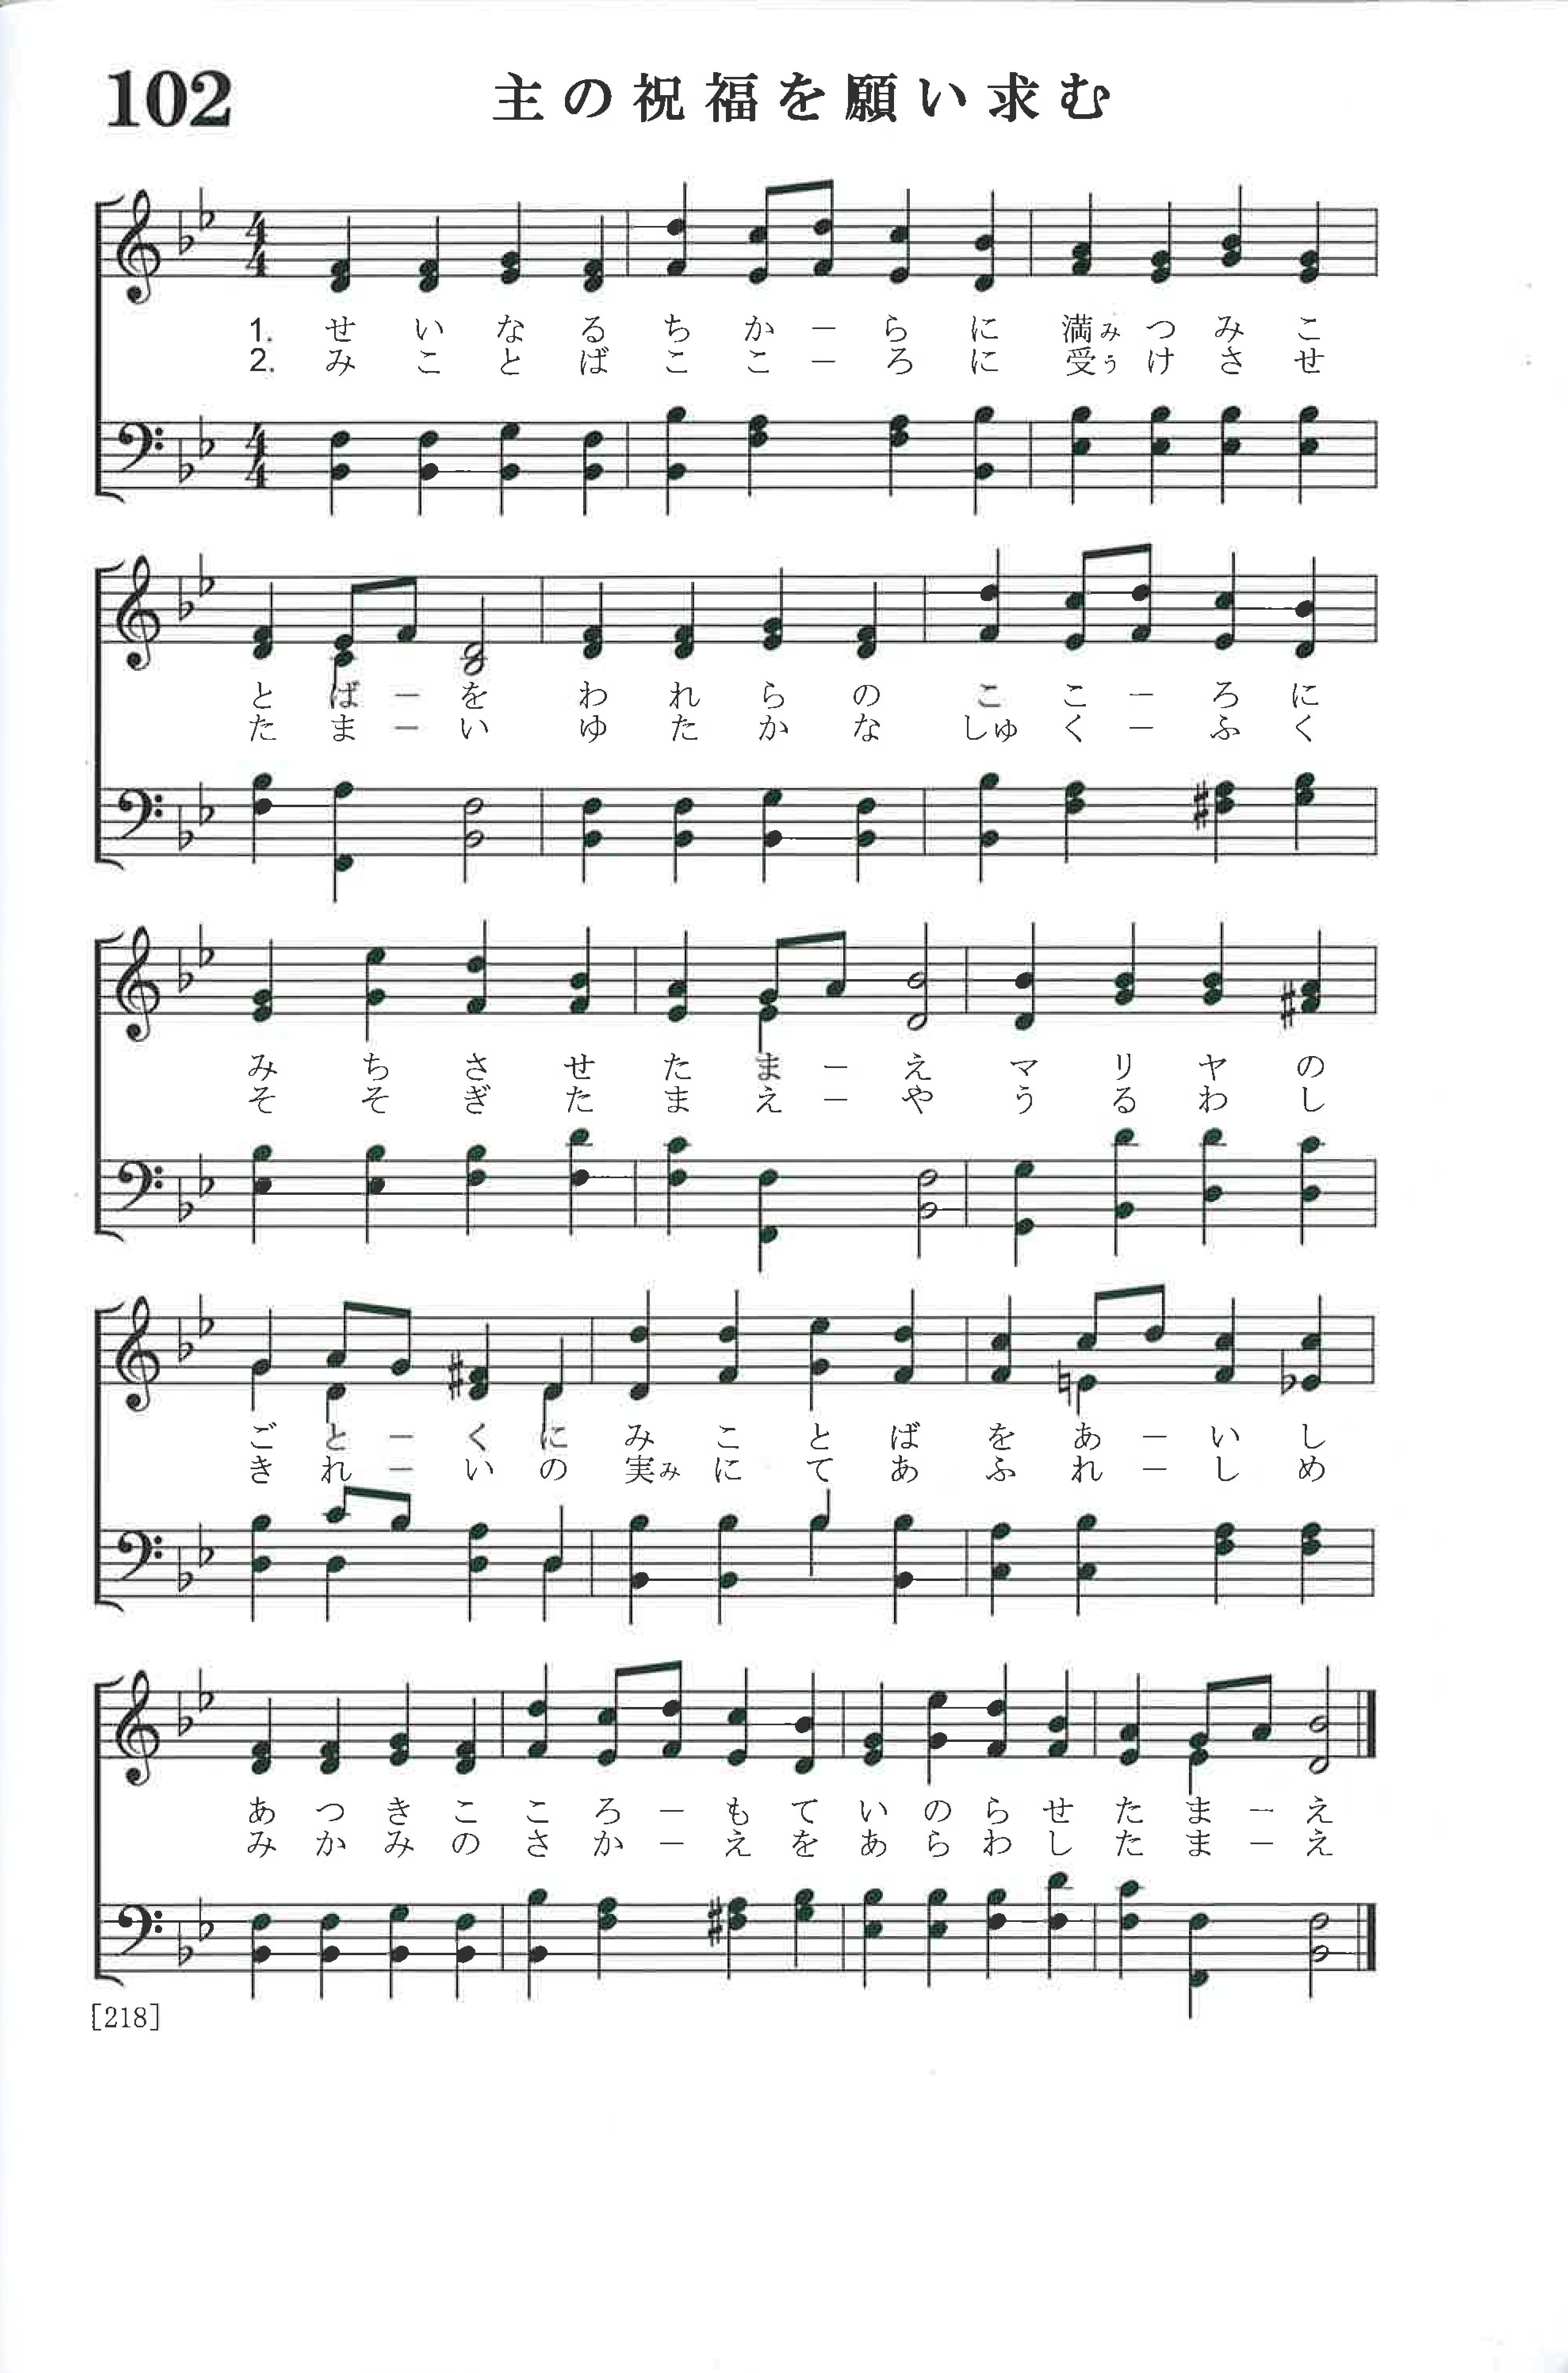 102
主の祝福を願い求む
1. せ い な る ち か ー ら に 満み つ み こ
2. み こ と ば こ こ ー ろ に 受う け さ せ
と ば ー を わ れ ら の こ こ ー ろ に
た ま ー い ゆ た か な しゅ く ー ふ く
み ち さ せ た ま ー え マ リ ヤ の
そ そ ぎ た ま え ー や う る わ し
ご と ー く に み こ と ば を あ ー い し
き れ ー い の 実み に て あ ふ れ ー し め
あ つ き こ こ ろ ー も て い の ら せ た ま ー え
み か み の さ か ー え を あ ら わ し た ま ー え
[218]